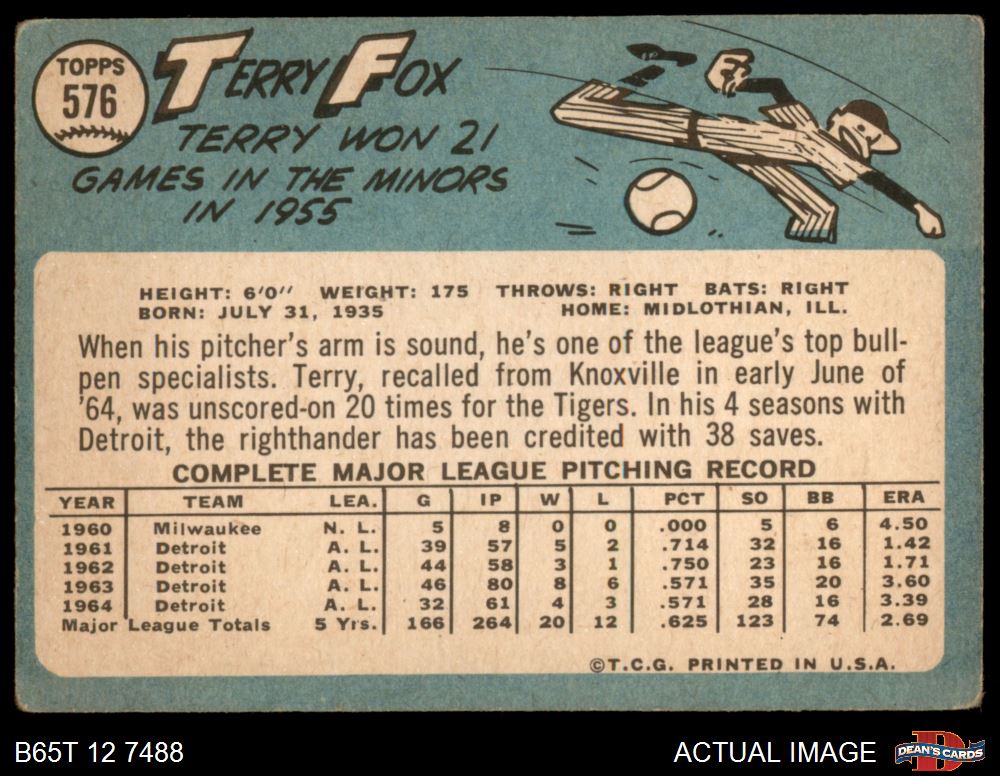 TOPPS
576
TERRY FOX
TERRY WON 21
GAMES IN THE MINORS
IN 1955
HEIGHT: 6'0" WEIGHT: 175 THROWS: RIGHT BATS: RIGHT
BORN: JULY 31, 1935 HOME: MIDLOTHIAN, ILL.
When his pitcher's arm is sound, he's one of the league's top bull-
pen specialists. Terry, recalled from Knoxville in early June of
'64, was unscored-on 20 times for the Tigers. In his 4 seasons with
Detroit, the righthander has been credited with 38 saves.
COMPLETE MAJOR LEAGUE PITCHING RECORD
YEAR TEAM LEA. G IP W L PCT SO BB ERA
1960 Milwaukee N. L. 5 8 0 0 .000 5 6 4.50
1961 Detroit A. L. 39 57 5 2 .714 32 16 1.42
1962 Detroit A. L. 44 58 3 1 .750 23 16 1.71
1963 Detroit A. L. 46 80 8 6 .571 35 20 3.60
1964 Detroit A. L. 32 61 4 3 .571 28 16 3.39
Major League Totals 5 Yrs. 166 264 20 12 .625 123 74 2.69
©T.C.G. PRINTED IN U.S.A.
B65T 12 7488 ACTUAL IMAGE DEAN'S CARDS